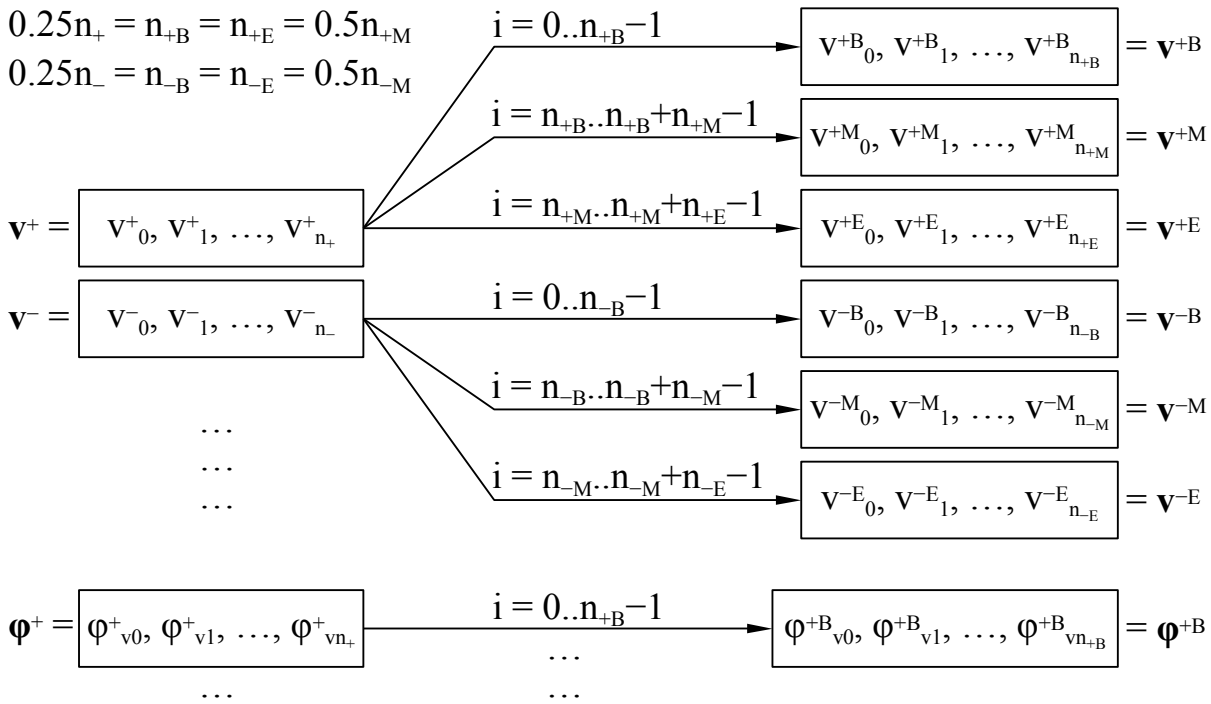 0.25n₊ = n₊B = n₊E = 0.5n₊M
0.25n₋ = n₋B = n₋E = 0.5n₋M
i = 0..n₊B−1
v⁺ᴮ₀, v⁺ᴮ₁, …, v⁺ᴮn₊B = v⁺ᴮ
i = n₊B..n₊B+n₊M−1
v⁺ᴹ₀, v⁺ᴹ₁, …, v⁺ᴹn₊M = v⁺ᴹ
v⁺ = v⁺₀, v⁺₁, …, v⁺n₊
i = n₊M..n₊M+n₊E−1
v⁺ᴱ₀, v⁺ᴱ₁, …, v⁺ᴱn₊E = v⁺ᴱ
v⁻ = v⁻₀, v⁻₁, …, v⁻n₋
i = 0..n₋B−1
v⁻ᴮ₀, v⁻ᴮ₁, …, v⁻ᴮn₋B = v⁻ᴮ
i = n₋B..n₋B+n₋M−1
v⁻ᴹ₀, v⁻ᴹ₁, …, v⁻ᴹn₋M = v⁻ᴹ
…
…
…
i = n₋M..n₋M+n₋E−1
v⁻ᴱ₀, v⁻ᴱ₁, …, v⁻ᴱn₋E = v⁻ᴱ
φ⁺ = φ⁺v0, φ⁺v1, …, φ⁺vn₊
i = 0..n₊B−1
φ⁺ᴮv0, φ⁺ᴮv1, …, φ⁺ᴮvn₊B = φ⁺ᴮ
…
… …